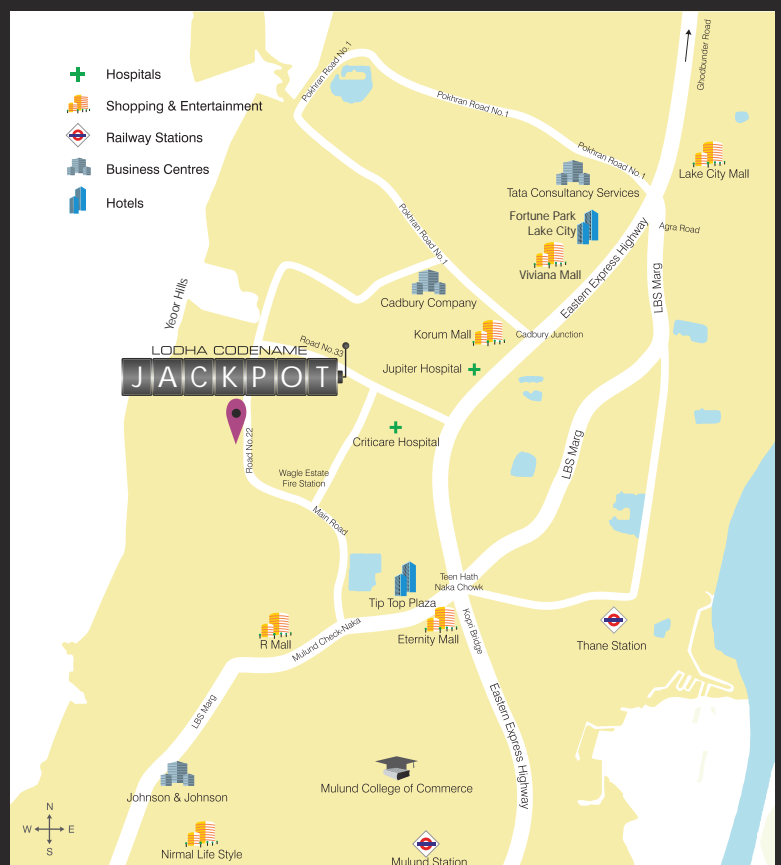 Hospitals
Shopping & Entertainment
Railway Stations
Business Centres
Hotels
Pokhran Road No.1
Pokhran Road No.1
Pokhran Road No.1
Ghodbunder Road
Lake City Mall
Tata Consultancy Services
Fortune Park
Lake City
Viviana Mall
Agra Road
Eastern Express Highway
LBS Marg
Pokhran Road No.1
Cadbury Company
Yeoor Hills
Korum Mall
Cadbury Junction
Road No.33
LODHA CODENAME
JACKPOT
Jupiter Hospital
Criticare Hospital
Road No.22
LBS Marg
Wagle Estate
Fire Station
Main Road
Teen Hath
Naka Chowk
Tip Top Plaza
Eternity Mall
Kopri Bridge
R Mall
Mulund Check-Naka
Thane Station
LBS Marg
Eastern Express Highway
Johnson & Johnson
Mulund College of Commerce
N
W E
S
Nirmal Life Style
Mulund Station